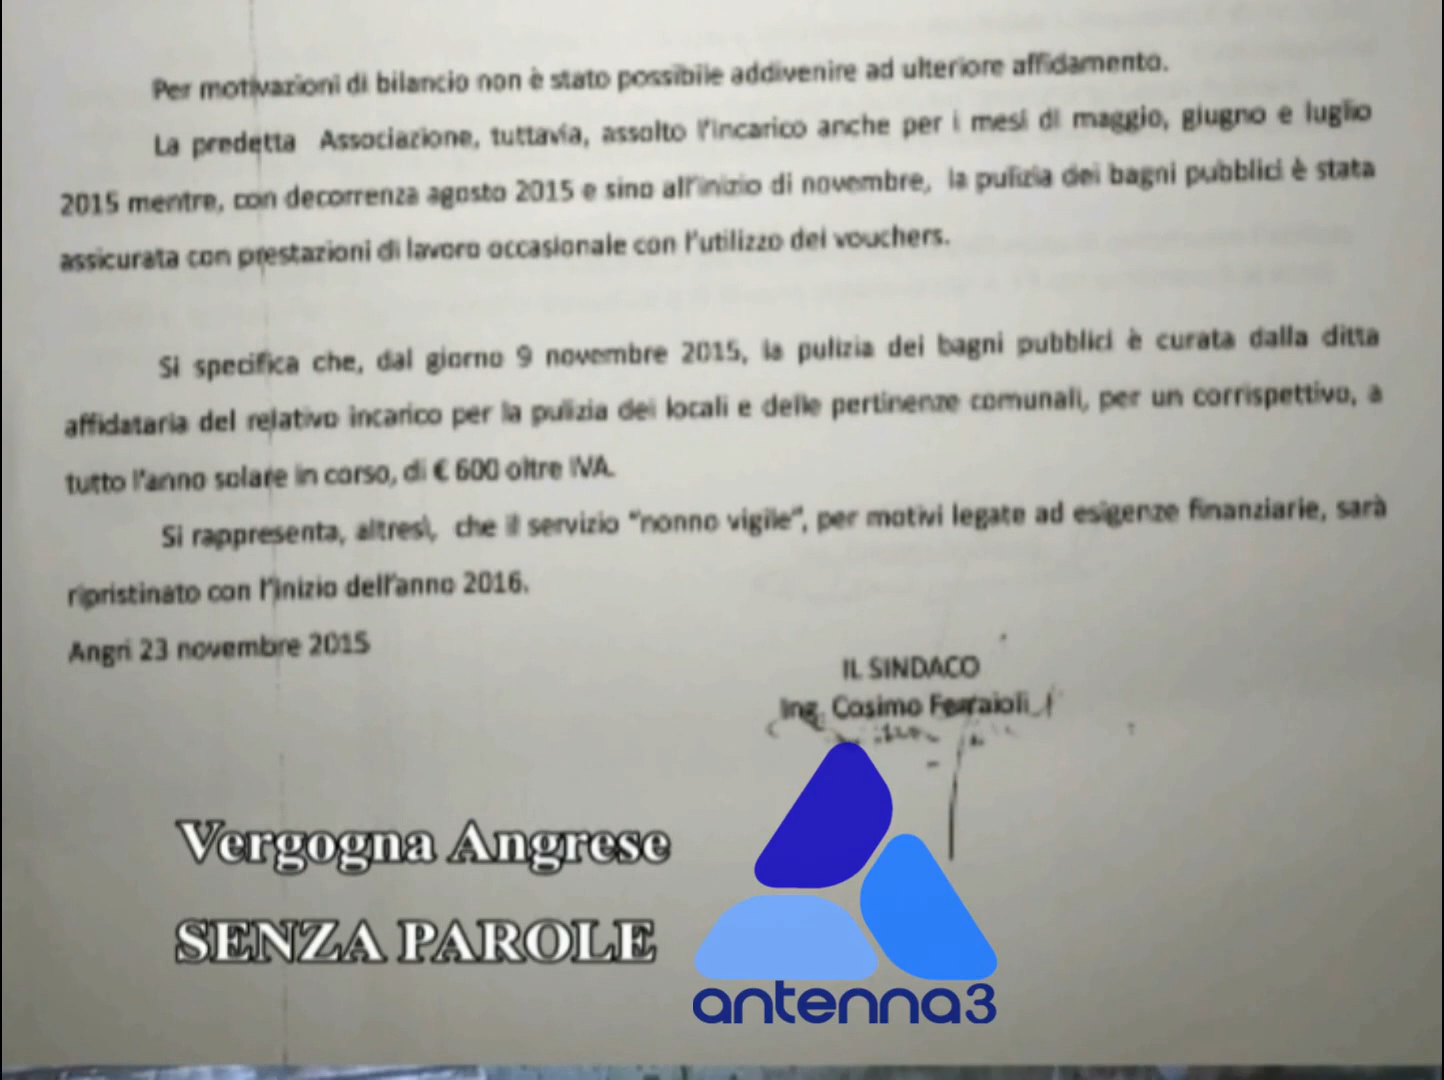 Per motivazioni di bilancio non è stato possibile addivenire ad ulteriore affidamento.
La predetta Associazione, tuttavia, assolto l'incarico anche per i mesi di maggio, giugno e luglio
2015 mentre, con decorrenza agosto 2015 e sino all'inizio di novembre, la pulizia dei bagni pubblici è stata
assicurata con prestazioni di lavoro occasionale con l'utilizzo dei vouchers.
Si specifica che, dal giorno 9 novembre 2015, la pulizia dei bagni pubblici è curata dalla ditta
affidataria del relativo incarico per la pulizia dei locali e delle pertinenze comunali, per un corrispettivo, a
tutto l'anno solare in corso, di € 600 oltre IVA.
Si rappresenta, altresì, che il servizio "nonno vigile", per motivi legate ad esigenze finanziarie, sarà
ripristinato con l'inizio dell'anno 2016.
Angri 23 novembre 2015
IL SINDACO
Ing. Cosimo Ferraioli
Vergogna Angrese
SENZA PAROLE
antenna3